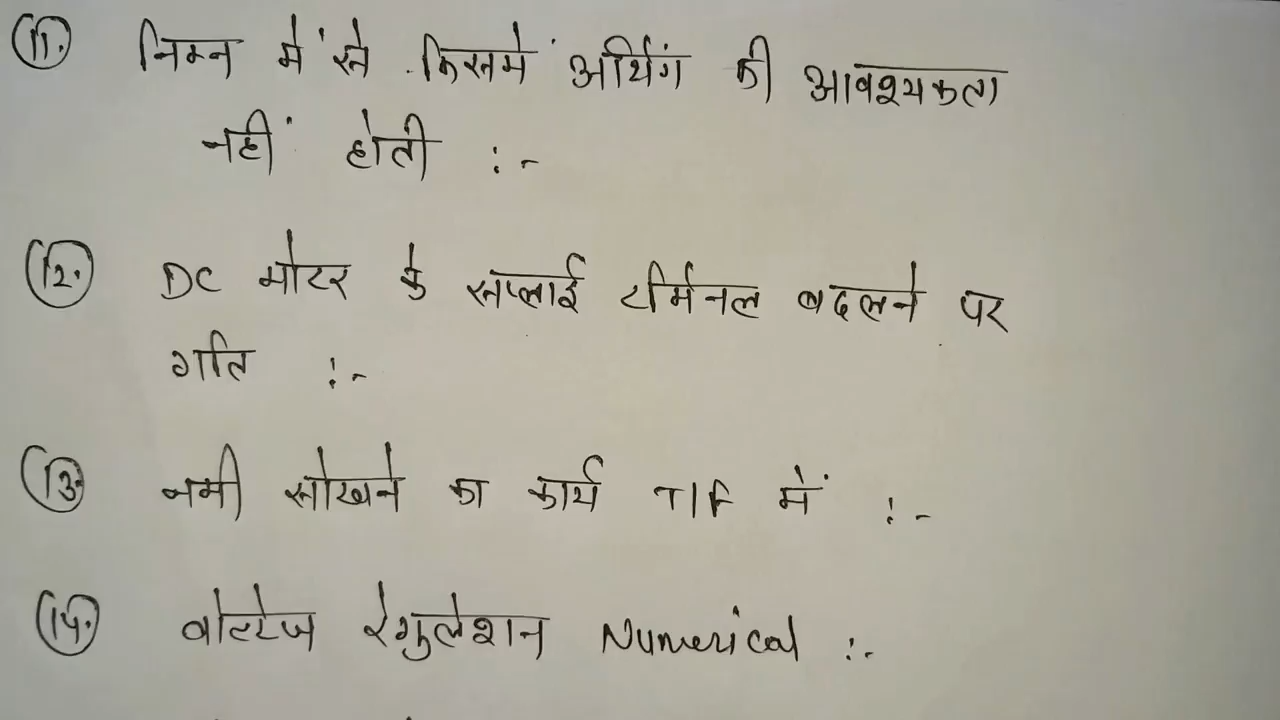 11. निम्न में से किसमें अर्थिंग की आवश्यकता
नहीं होती :-
12. DC मोटर के सप्लाई टर्मिनल बदलने पर
गति :-
13. नमी सोखने का कार्य T/F में :-
14. वोल्टेज रेगुलेशन Numerical :-